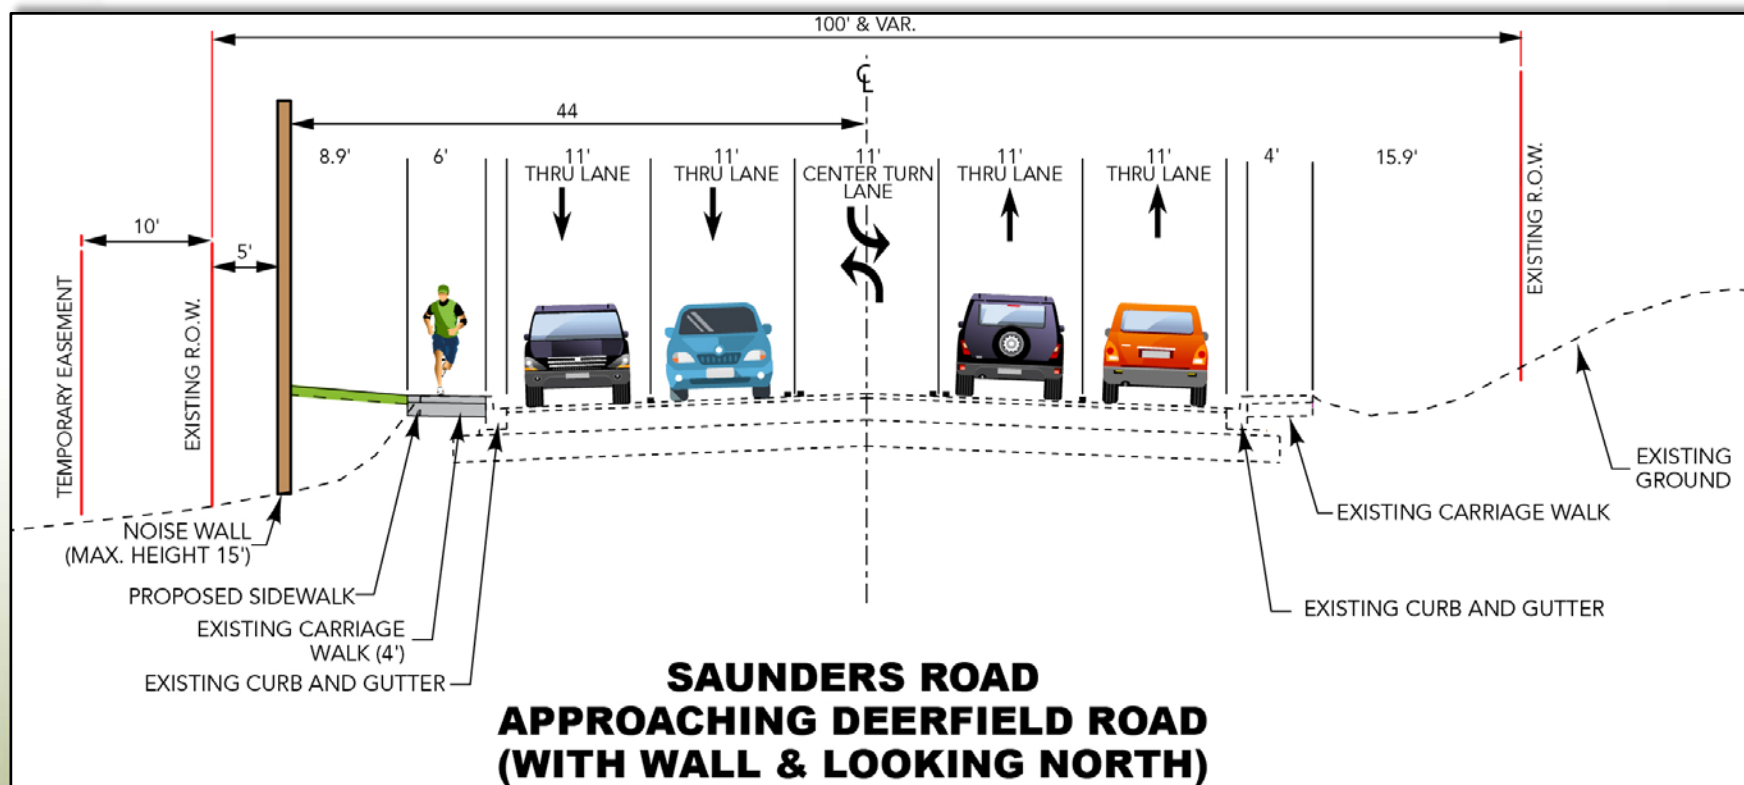 100' & VAR.
℄
44
8.9'
6'
11'
THRU LANE
11'
THRU LANE
11'
CENTER TURN
LANE
11'
THRU LANE
11'
THRU LANE
4'
15.9'
10'
5'
TEMPORARY EASEMENT
EXISTING R.O.W.
EXISTING R.O.W.
NOISE WALL
(MAX. HEIGHT 15')
PROPOSED SIDEWALK
EXISTING CARRIAGE
WALK (4')
EXISTING CURB AND GUTTER
EXISTING
GROUND
EXISTING CARRIAGE WALK
EXISTING CURB AND GUTTER
SAUNDERS ROAD
APPROACHING DEERFIELD ROAD
(WITH WALL & LOOKING NORTH)